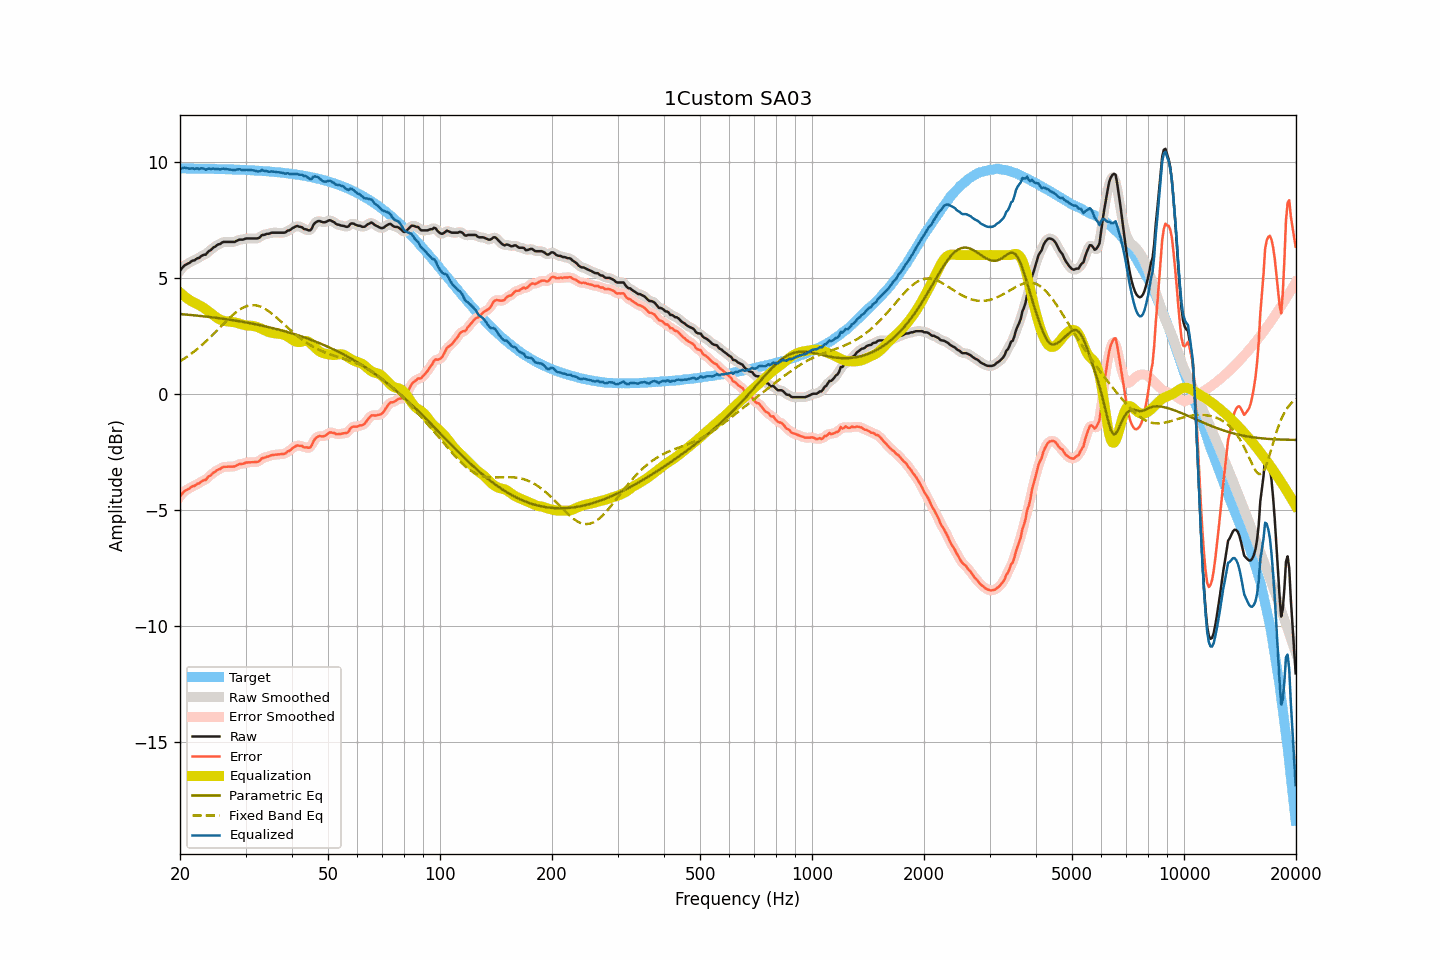 1Custom SA03
10
5
0
−5
−10
−15
Amplitude (dBr)
Target
Raw Smoothed
Error Smoothed
Raw
Error
Equalization
Parametric Eq
Fixed Band Eq
Equalized
20 50 100 200 500 1000 2000 5000 10000 20000
Frequency (Hz)